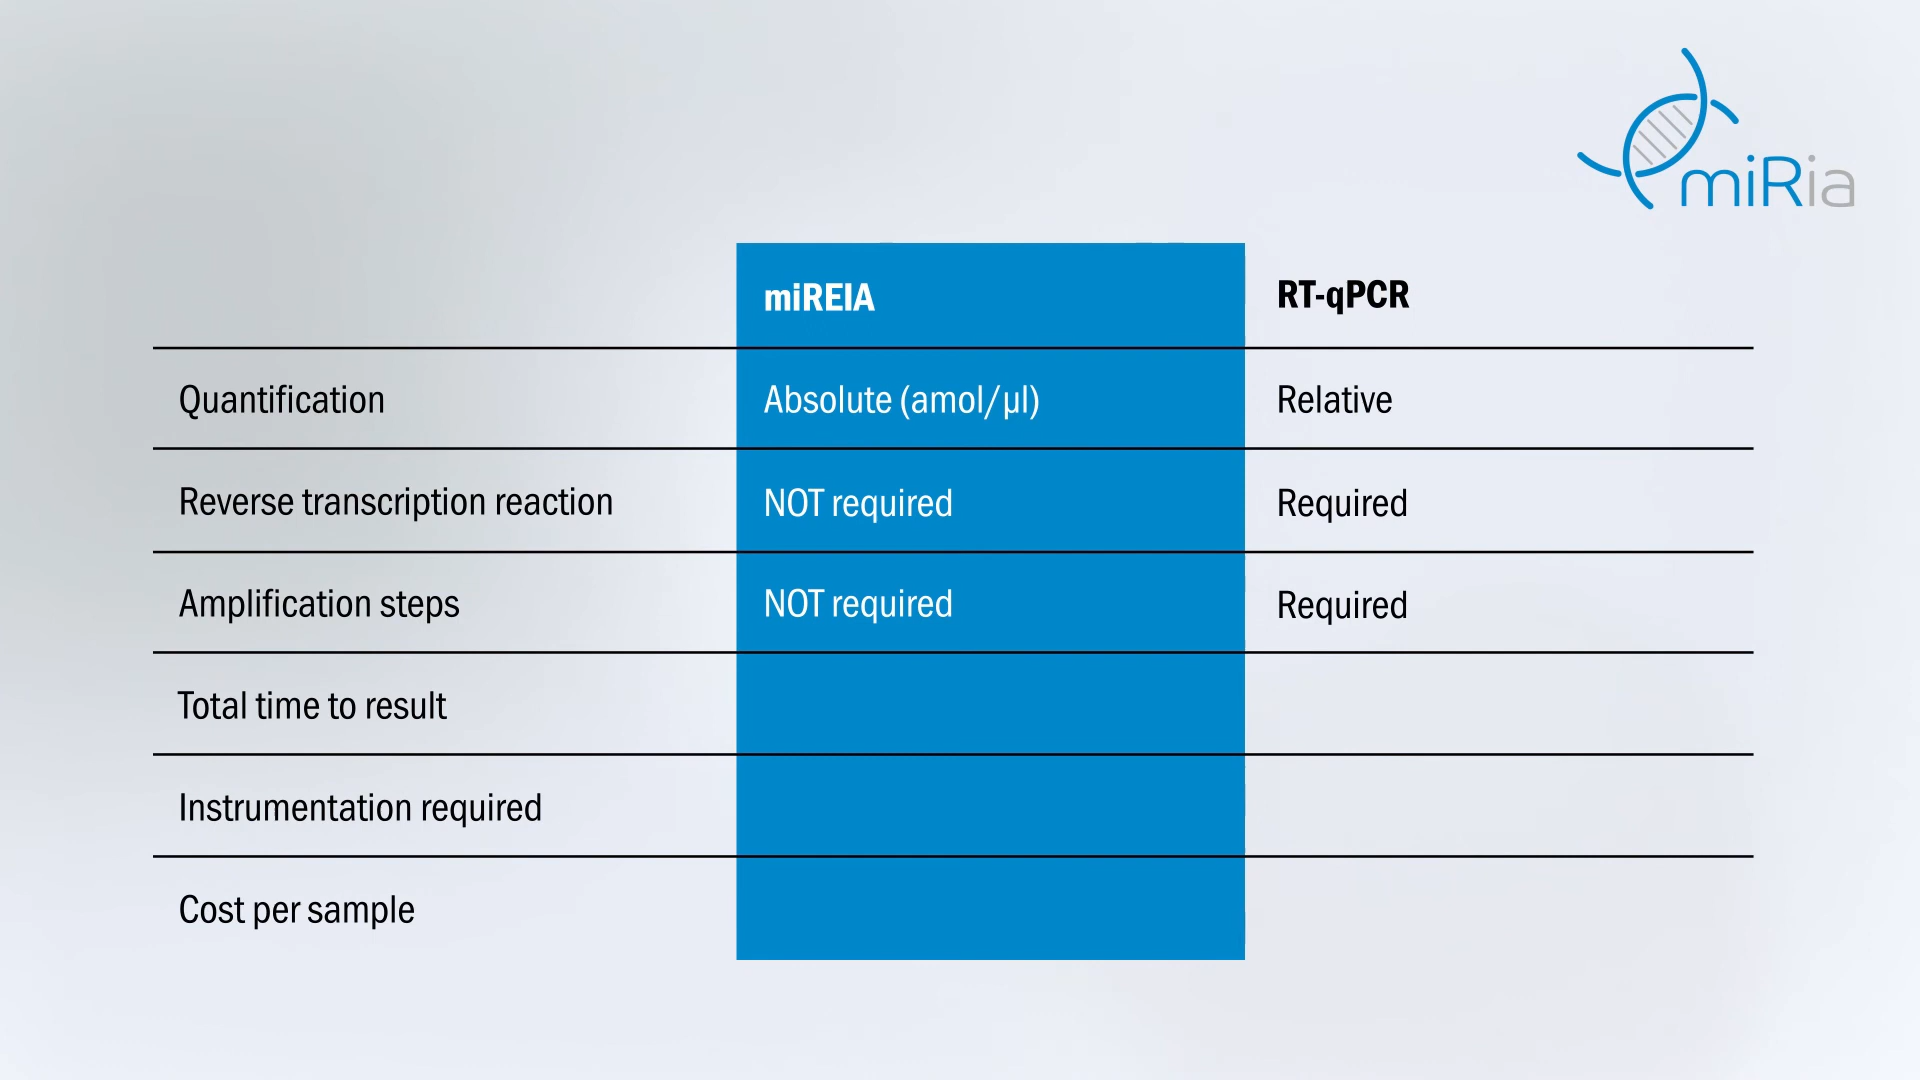 miRia
miREIA RT-qPCR
Quantification Absolute (amol/µl) Relative
Reverse transcription reaction NOT required Required
Amplification steps NOT required Required
Total time to result
Instrumentation required
Cost per sample